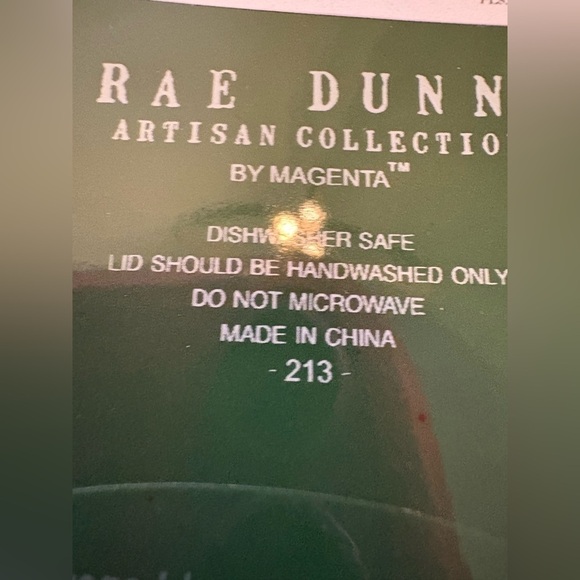 RAE DUNN
ARTISAN COLLECTIO
BY MAGENTA™
DISHWASHER SAFE
LID SHOULD BE HANDWASHED ONLY
DO NOT MICROWAVE
MADE IN CHINA
- 213 -